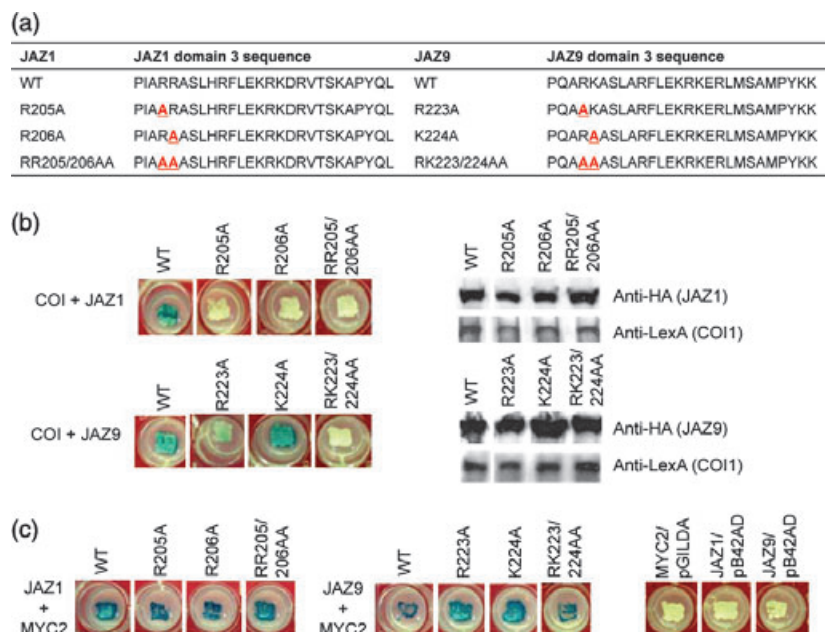 (a)
JAZ1 JAZ1 domain 3 sequence JAZ9 JAZ9 domain 3 sequence
WT PIARRASLHRFLEKRKDRVTSKAPYQL WT PQARKASLARFLEKRKERLMSAMPYKK
R205A PIAARASLHRFLEKRKDRVTSKAPYQL R223A PQAAKASLARFLEKRKERLMSAMPYKK
R206A PIARAASLHRFLEKRKDRVTSKAPYQL K224A PQARAASLARFLEKRKERLMSAMPYKK
RR205/206AA PIAAAASLHRFLEKRKDRVTSKAPYQL RK223/224AA PQAAAASLARFLEKRKERLMSAMPYKK
(b)
WT R205A R206A RR205/
206AA
COI + JAZ1
WT R205A R206A RR205/
206AA
Anti-HA (JAZ1)
Anti-LexA (COI1)
WT R223A K224A RK223/
224AA
COI + JAZ9
WT R223A K224A RK223/
224AA
Anti-HA (JAZ9)
Anti-LexA (COI1)
(c)
WT R205A R206A RR205/
206AA
JAZ1
+
MYC2
WT R223A K224A RK223/
224AA
JAZ9
+
MYC2
MYC2/
pGILDA
JAZ1/
pB42AD
JAZ9/
pB42AD